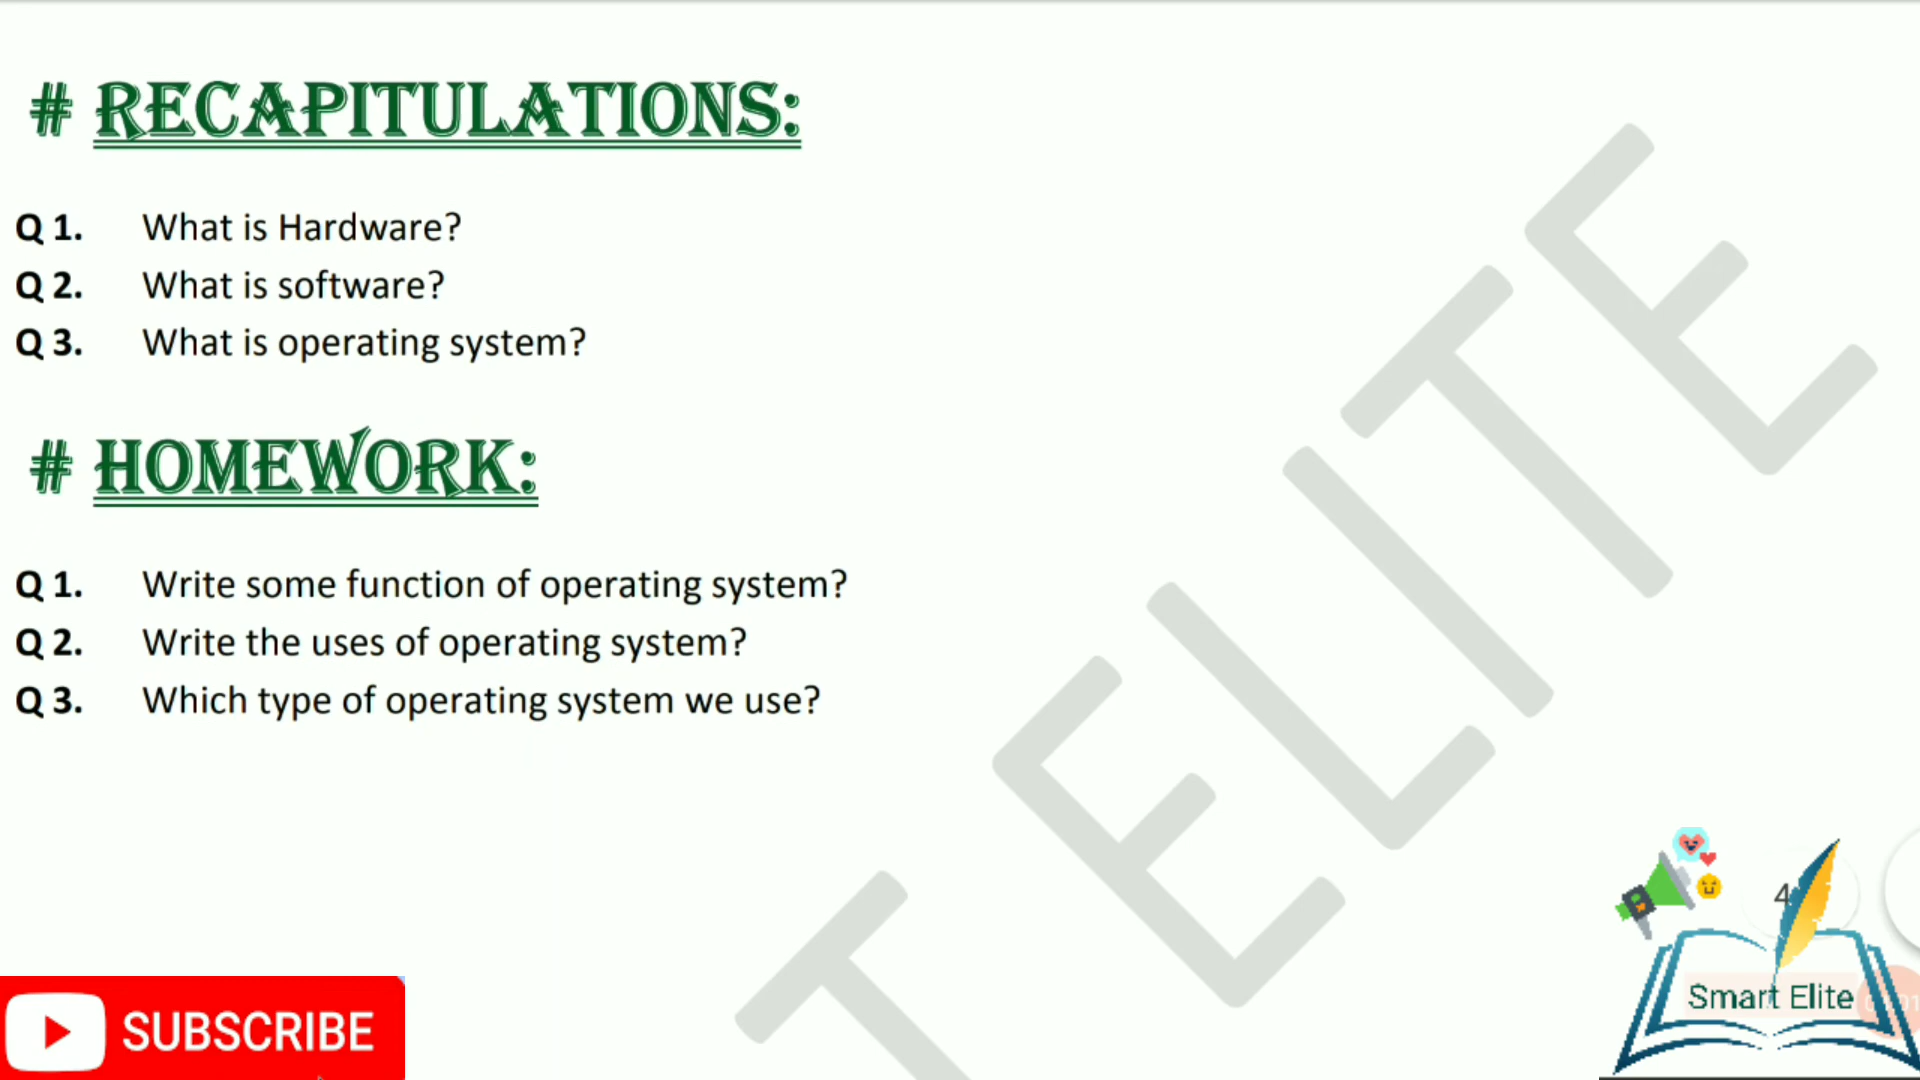 # RECAPITULATIONS:
Q 1. What is Hardware?
Q 2. What is software?
Q 3. What is operating system?
# HOMEWORK:
Q 1. Write some function of operating system?
Q 2. Write the uses of operating system?
Q 3. Which type of operating system we use?
T ELITE
4
Smart Elite
SUBSCRIBE